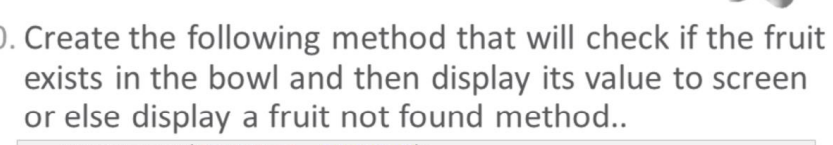 . Create the following method that will check if the fruit
exists in the bowl and then display its value to screen
or else display a fruit not found method..